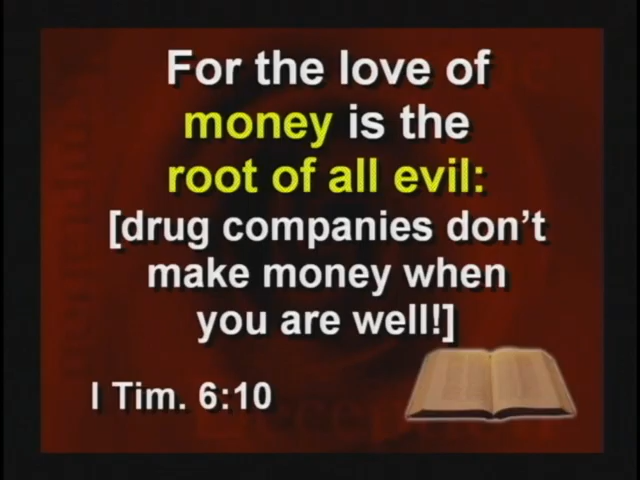 For the love of
money is the
root of all evil:
[drug companies don't
make money when
you are well!]
I Tim. 6:10